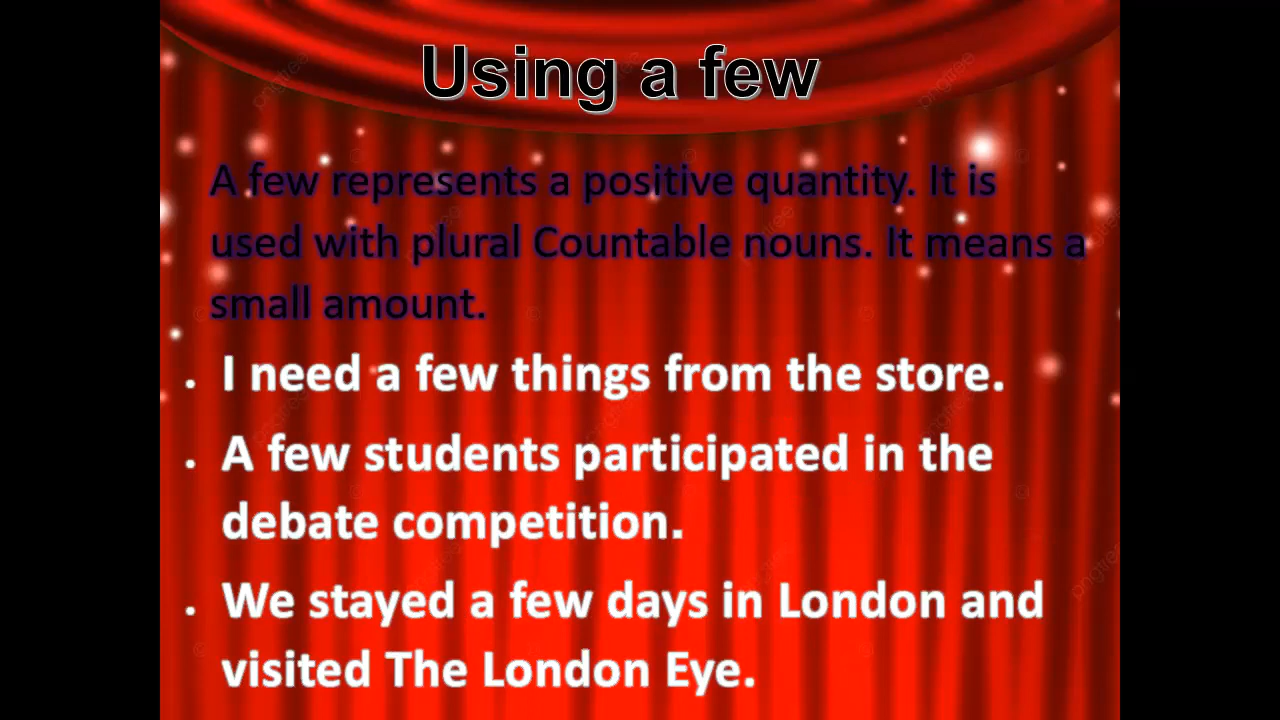 Using a few
A few represents a positive quantity. It is
used with plural Countable nouns. It means a
small amount.
• I need a few things from the store.
• A few students participated in the
debate competition.
• We stayed a few days in London and
visited The London Eye.